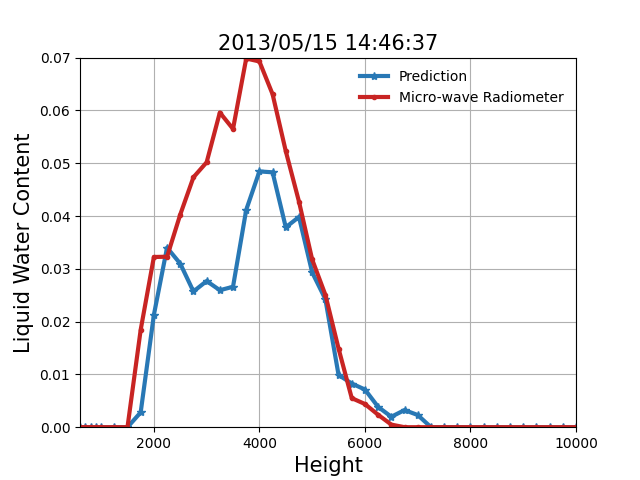 2013/05/15 14:46:37
Prediction
Micro-wave Radiometer
Liquid Water Content
0.07
0.06
0.05
0.04
0.03
0.02
0.01
0.00
2000 4000 6000 8000 10000
Height